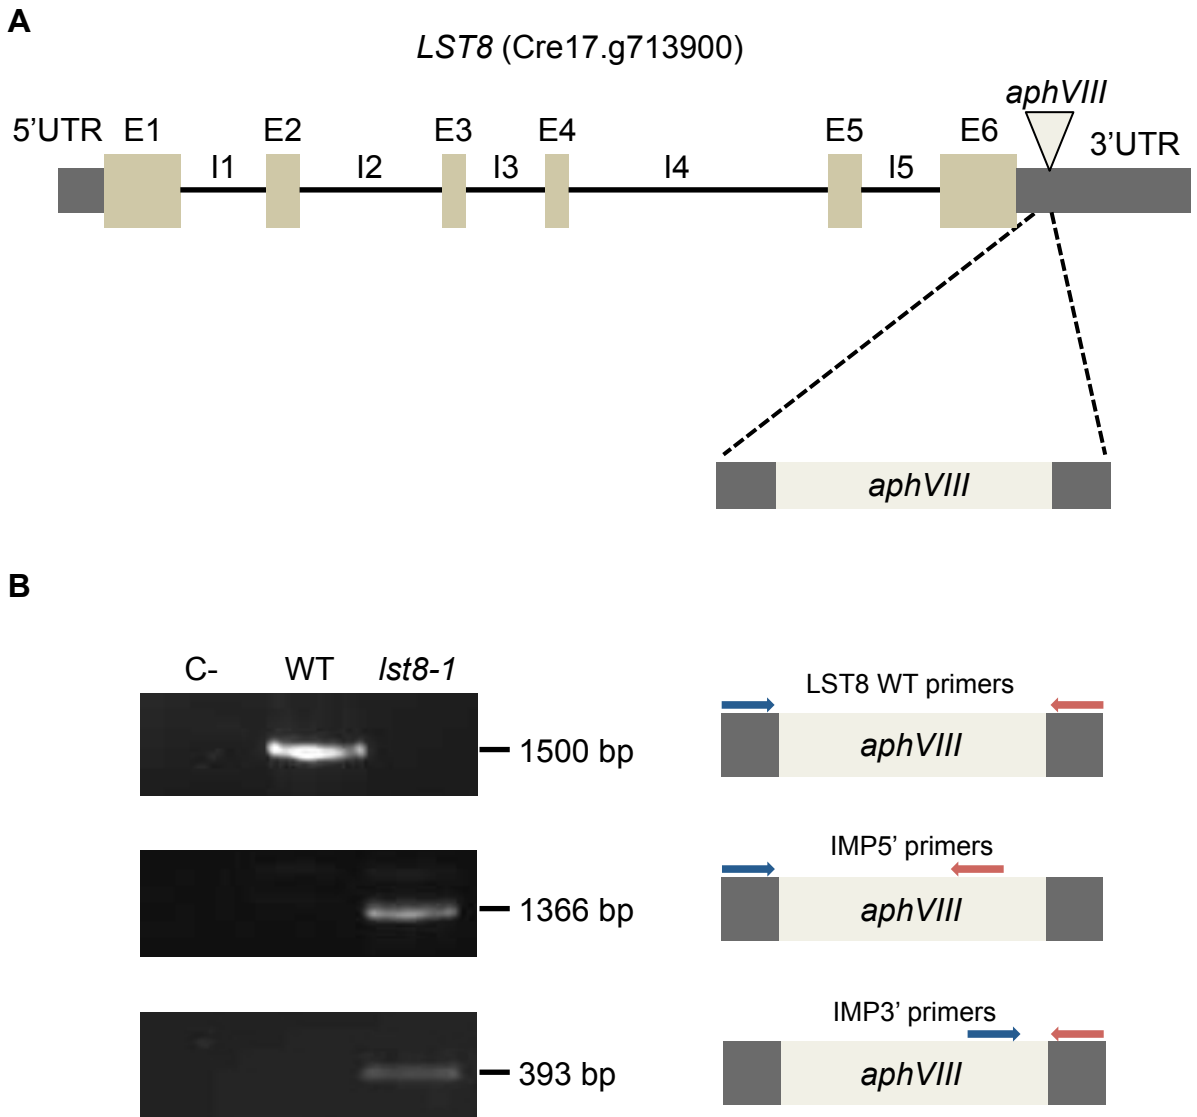 A
LST8 (Cre17.g713900)
aphVIII
5'UTR E1 E2 E3 E4 E5 E6 3'UTR
I1 I2 I3 I4 I5
aphVIII
B
C- WT lst8-1
1500 bp
LST8 WT primers
aphVIII
1366 bp
IMP5' primers
aphVIII
393 bp
IMP3' primers
aphVIII